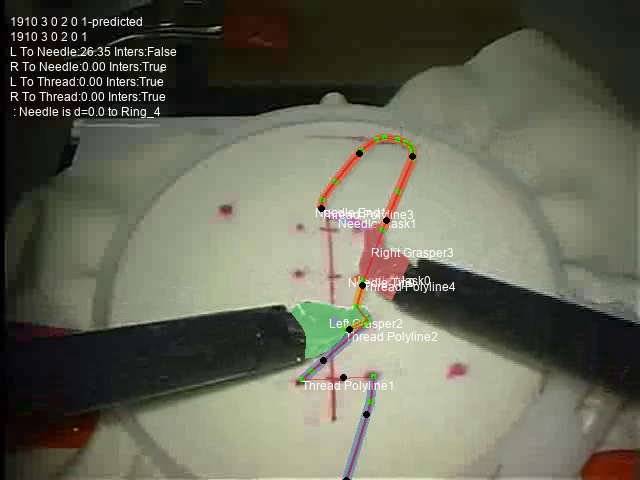 1910 3 0 2 0 1-predicted
1910 3 0 2 0 1
L To Needle:26.35 Inters:False
R To Needle:0.00 Inters:True
L To Thread:0.00 Inters:True
R To Thread:0.00 Inters:True
: Needle is d=0.0 to Ring_4
Thread Polyline3
Right Grasper3
Thread Polyline4
Left Grasper2
Thread Polyline2
Thread Polyline1